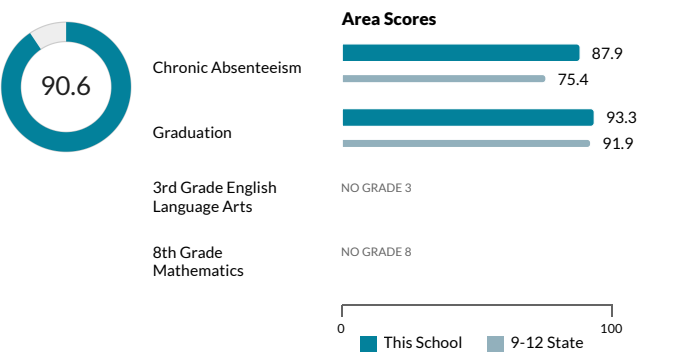 Area Scores
90.6
Chronic Absenteeism
87.9
75.4
Graduation
93.3
91.9
3rd Grade English
Language Arts
NO GRADE 3
8th Grade
Mathematics
NO GRADE 8
0
100
This School
9-12 State